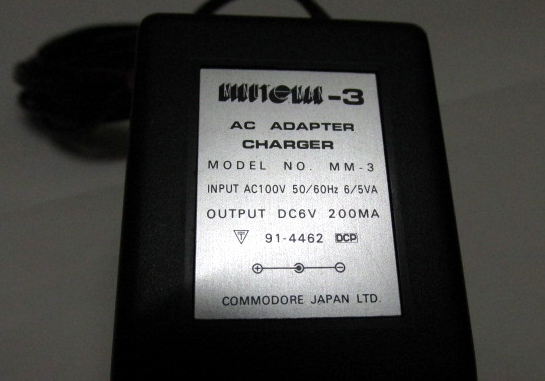 MINUTEMAN-3
AC ADAPTER
CHARGER
MODEL NO. MM-3
INPUT AC100V 50/60Hz 6/5VA
OUTPUT DC6V 200MA
T 91-4462 DCP
+ -
COMMODORE JAPAN LTD.